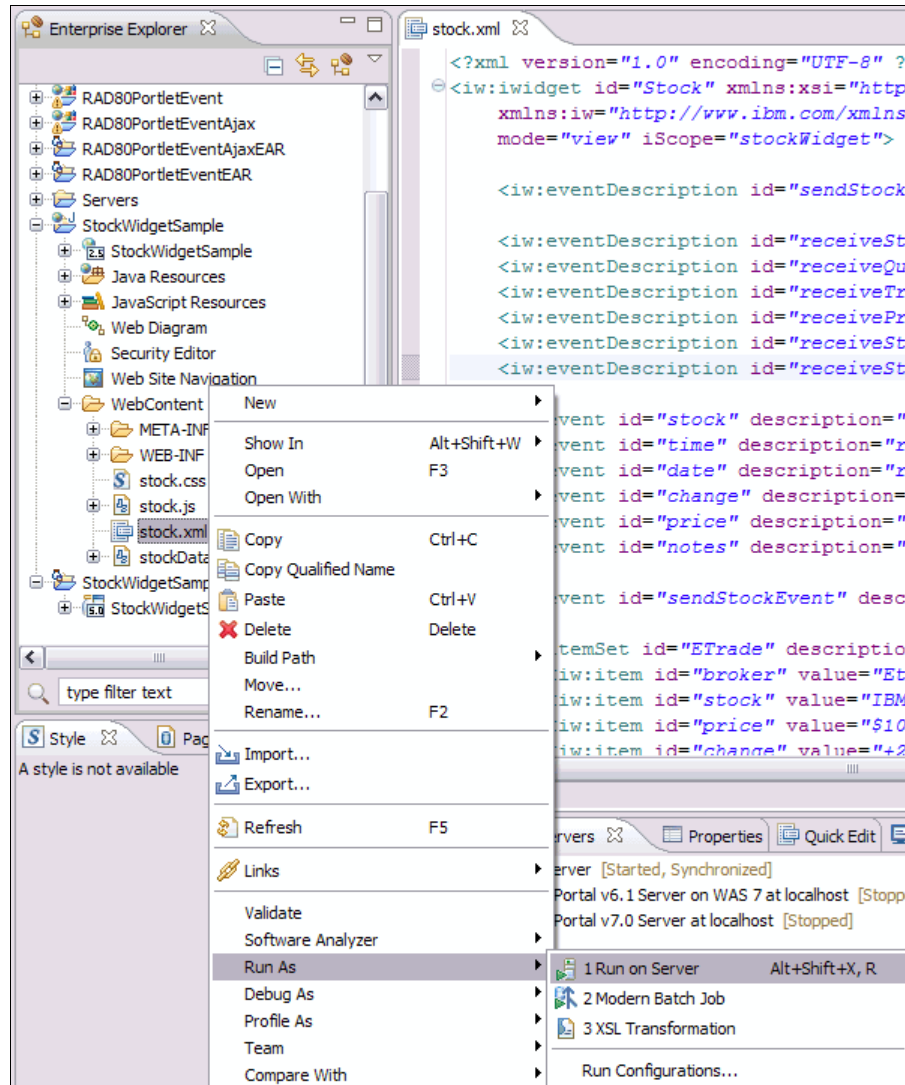 Enterprise Explorer
RAD80PortletEvent
RAD80PortletEventAjax
RAD80PortletEventAjaxEAR
RAD80PortletEventEAR
Servers
StockWidgetSample
2.5 StockWidgetSample
Java Resources
JavaScript Resources
Web Diagram
Security Editor
Web Site Navigation
WebContent
META-INF
WEB-INF
stock.css
stock.js
stock.xml
stockData
StockWidgetSamp
5.0 StockWidgetS
type filter text
Style
Pag
A style is not available
New
Show In Alt+Shift+W
Open F3
Open With
Copy Ctrl+C
Copy Qualified Name
Paste Ctrl+V
Delete Delete
Build Path
Move...
Rename... F2
Import...
Export...
Refresh F5
Links
Validate
Software Analyzer
Run As
Debug As
Profile As
Team
Compare With
1 Run on Server Alt+Shift+X, R
2 Modern Batch Job
3 XSL Transformation
Run Configurations...
stock.xml
<?xml version="1.0" encoding="UTF-8" ?
<iw:iwidget id="Stock" xmlns:xsi="http
xmlns:iw="http://www.ibm.com/xmlns
mode="view" iScope="stockWidget">
<iw:eventDescription id="sendStock
<iw:eventDescription id="receiveSt
<iw:eventDescription id="receiveQu
<iw:eventDescription id="receiveTr
<iw:eventDescription id="receivePr
<iw:eventDescription id="receiveSt
<iw:eventDescription id="receiveSt
vent id="stock" description="
vent id="time" description="r
vent id="date" description="r
vent id="change" description=
vent id="price" description="
vent id="notes" description="
vent id="sendStockEvent" desc
temSet id="ETrade" descriptio
iw:item id="broker" value="Et
iw:item id="stock" value="IBM
iw:item id="price" value="$10
iw:item id="change" value="+2
rvers
Properties
Quick Edit
erver [Started, Synchronized]
Portal v6.1 Server on WAS 7 at localhost [Stopp
Portal v7.0 Server at localhost [Stopped]